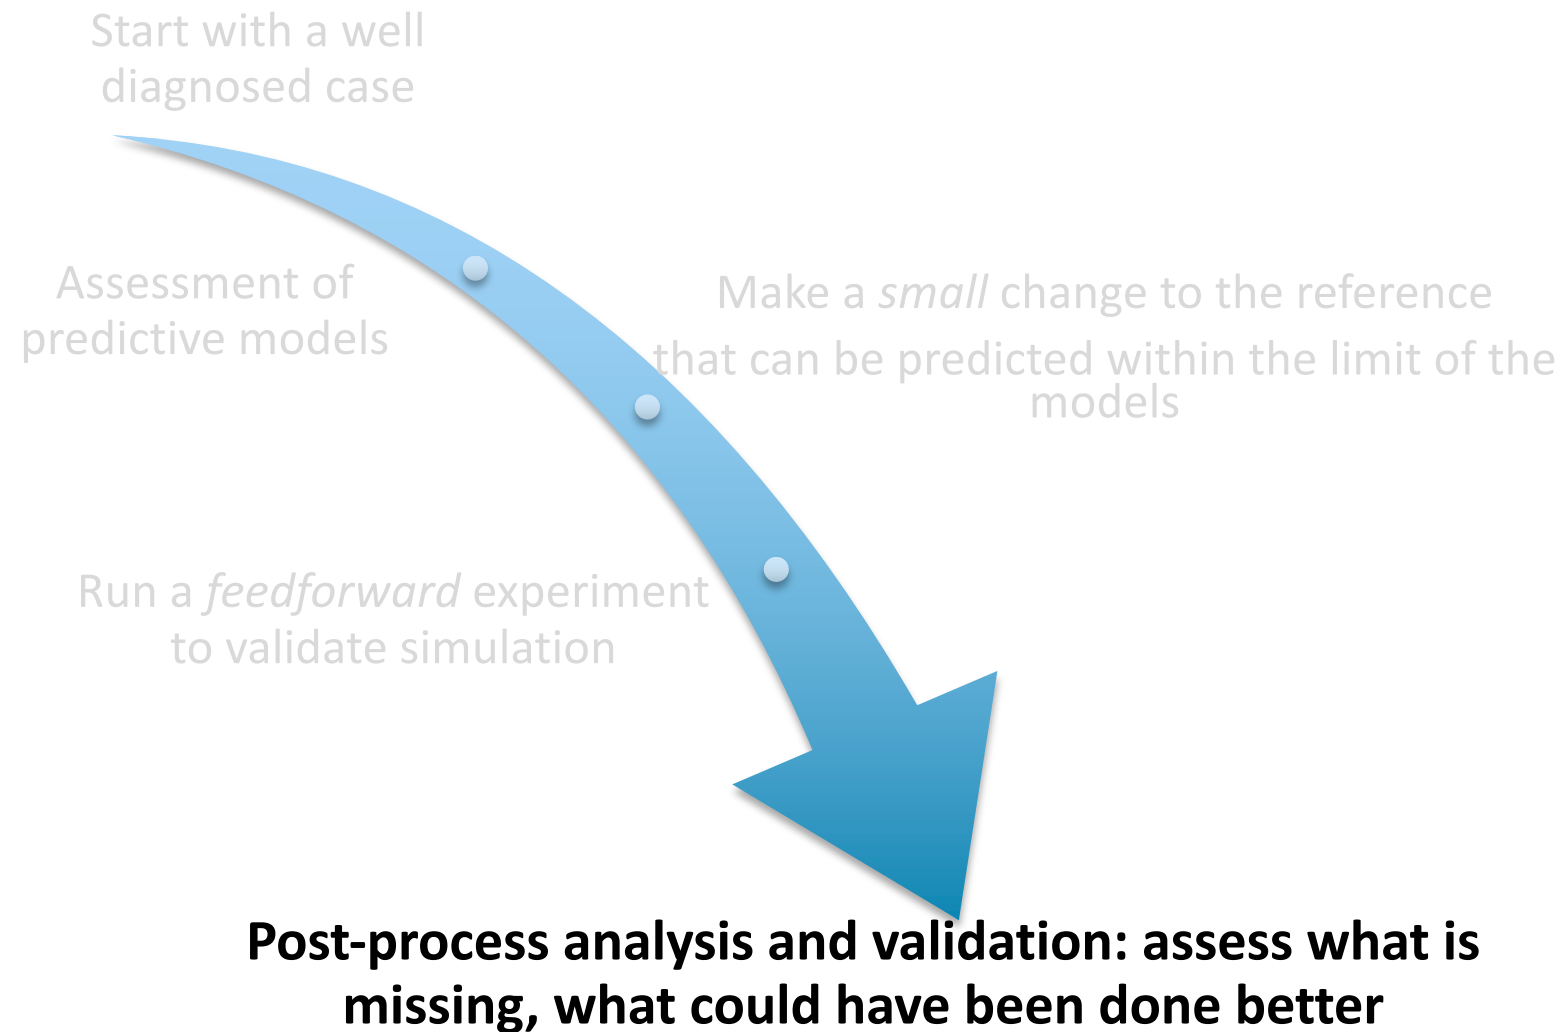 Start with a well
diagnosed case
Assessment of
predictive models
Make a small change to the reference
that can be predicted within the limit of the
models
Run a feedforward experiment
to validate simulation
Post-process analysis and validation: assess what is
missing, what could have been done better